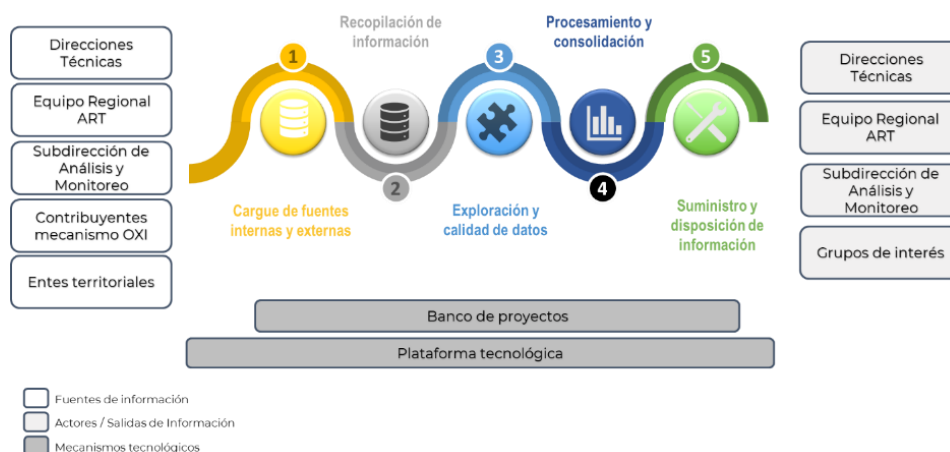 Direcciones
Técnicas
Equipo Regional
ART
Subdirección de
Análisis y
Monitoreo
Contribuyentes
mecanismo OXI
Entes territoriales
1
Cargue de fuentes
internas y externas
Recopilación de
información
2
3
Exploración y
calidad de datos
Procesamiento y
consolidación
4
5
Suministro y
disposición de
información
Direcciones
Técnicas
Equipo Regional
ART
Subdirección de
Análisis y
Monitoreo
Grupos de interés
Banco de proyectos
Plataforma tecnológica
Fuentes de información
Actores / Salidas de Información
Mecanismos tecnológicos